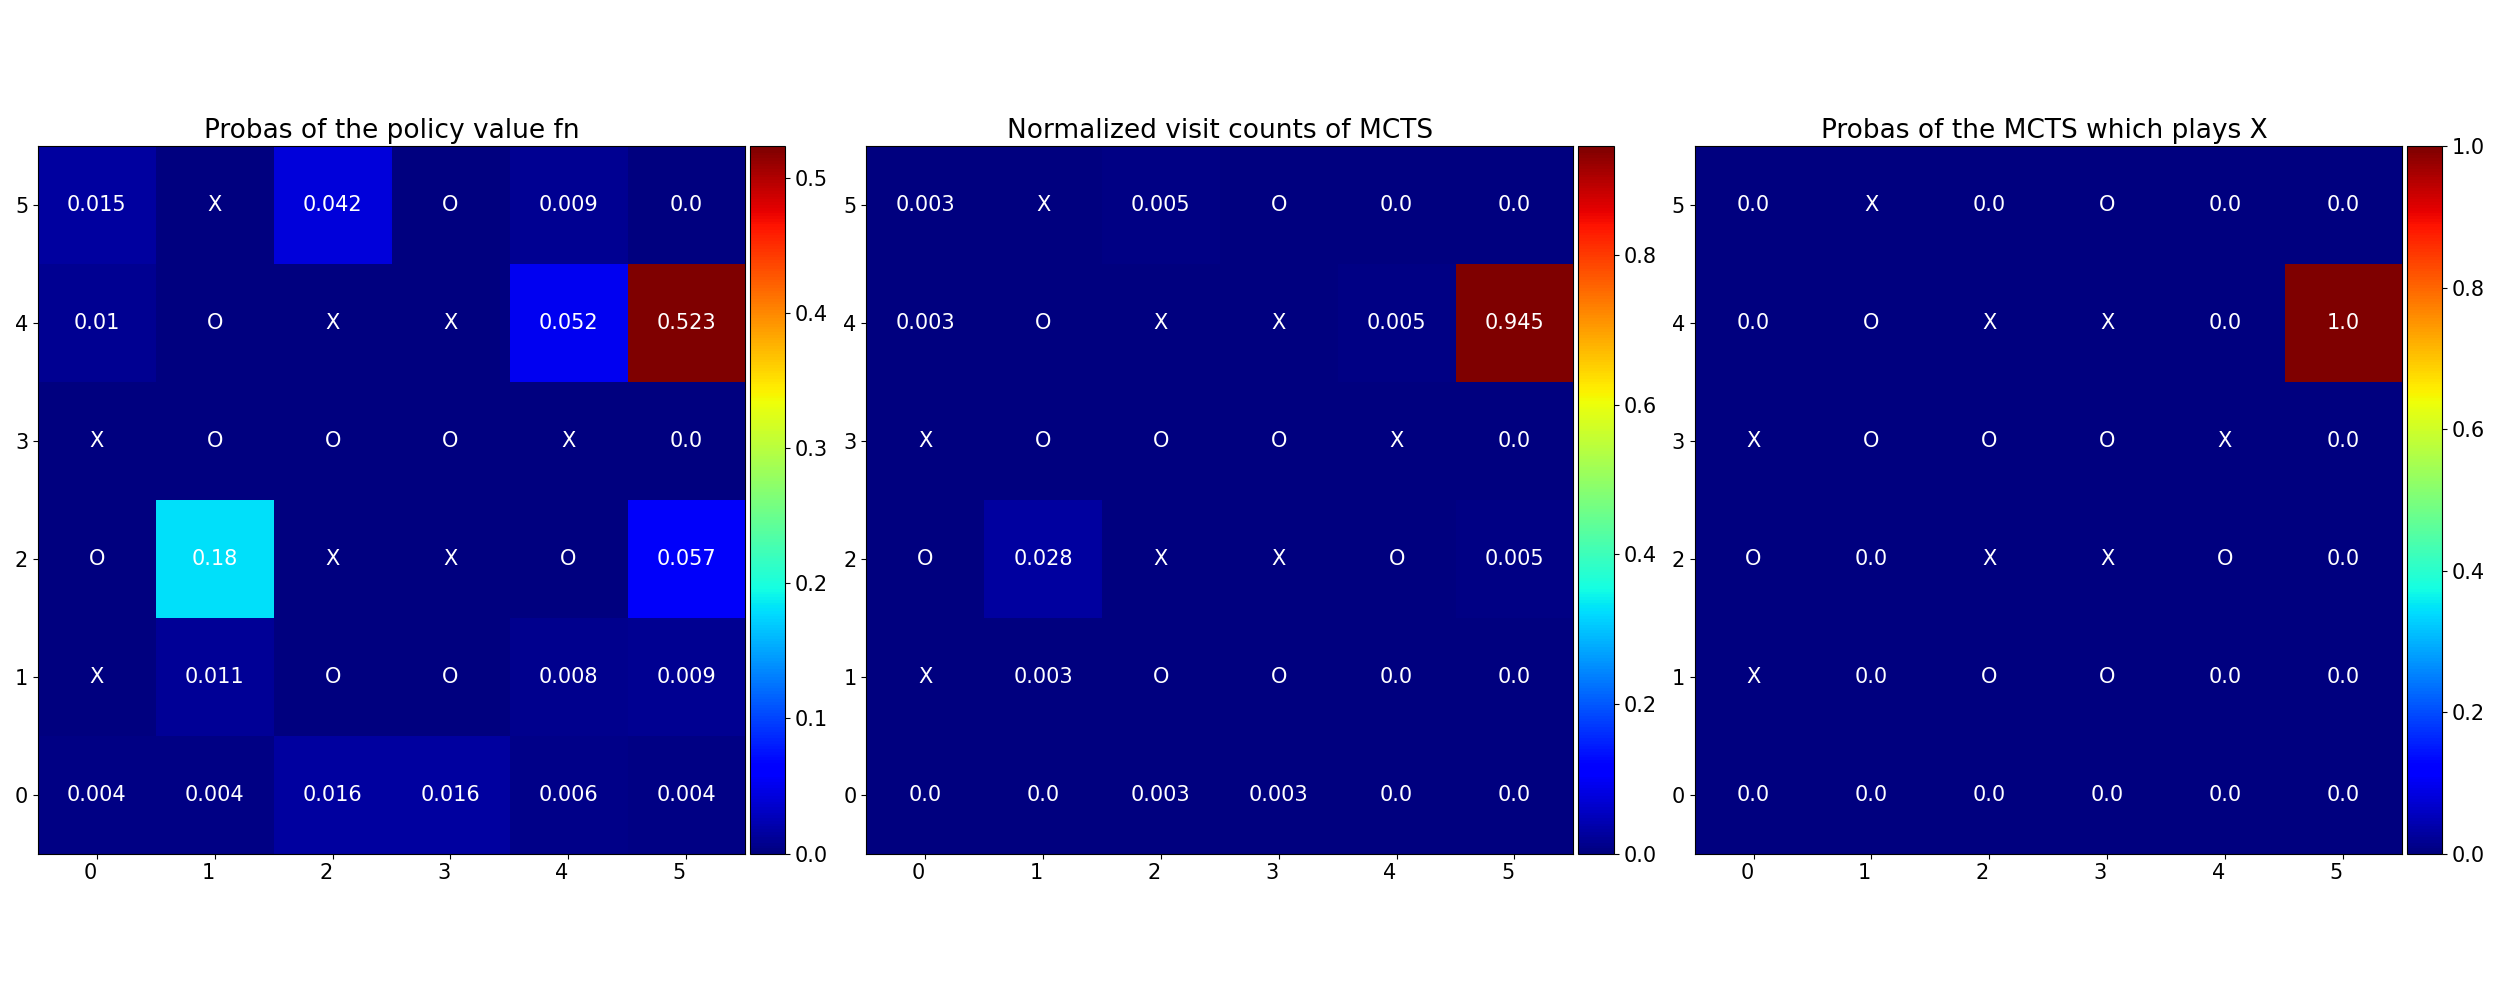 Probas of the policy value fn
5 0.015 X 0.042 O 0.009 0.0
4 0.01 O X X 0.052 0.523
3 X O O O X 0.0
2 O 0.18 X X O 0.057
1 X 0.011 O O 0.008 0.009
0 0.004 0.004 0.016 0.016 0.006 0.004
0 1 2 3 4 5
0.5
0.4
0.3
0.2
0.1
0.0
Normalized visit counts of MCTS
5 0.003 X 0.005 O 0.0 0.0
4 0.003 O X X 0.005 0.945
3 X O O O X 0.0
2 O 0.028 X X O 0.005
1 X 0.003 O O 0.0 0.0
0 0.0 0.0 0.003 0.003 0.0 0.0
0 1 2 3 4 5
0.8
0.6
0.4
0.2
0.0
Probas of the MCTS which plays X
5 0.0 X 0.0 O 0.0 0.0
4 0.0 O X X 0.0 1.0
3 X O O O X 0.0
2 O 0.0 X X O 0.0
1 X 0.0 O O 0.0 0.0
0 0.0 0.0 0.0 0.0 0.0 0.0
0 1 2 3 4 5
1.0
0.8
0.6
0.4
0.2
0.0